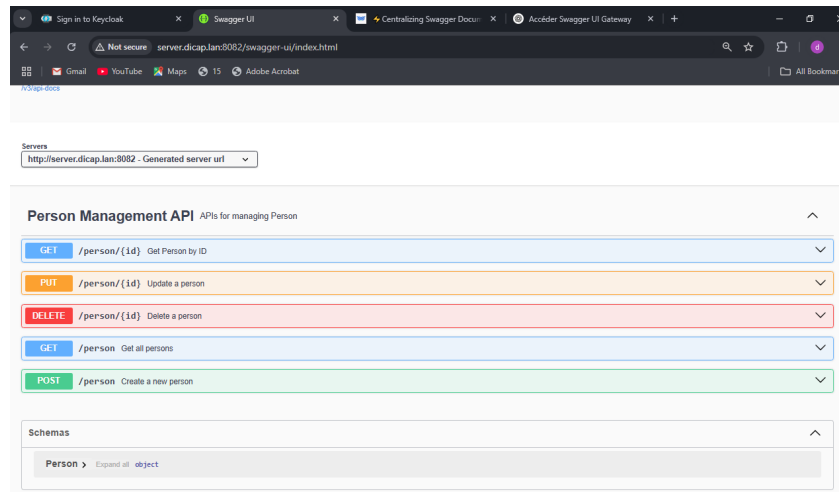 Sign in to Keycloak
Swagger UI
Centralizing Swagger Docum
Accéder Swagger UI Gateway
Not secure
server.dicap.lan:8082/swagger-ui/index.html
d
Gmail
YouTube
Maps
15
Adobe Acrobat
All Bookmar
/v3/api-docs
Servers
http://server.dicap.lan:8082 - Generated server url
Person Management API APIs for managing Person
GET /person/{id} Get Person by ID
PUT /person/{id} Update a person
DELETE /person/{id} Delete a person
GET /person Get all persons
POST /person Create a new person
Schemas
Person Expand all object